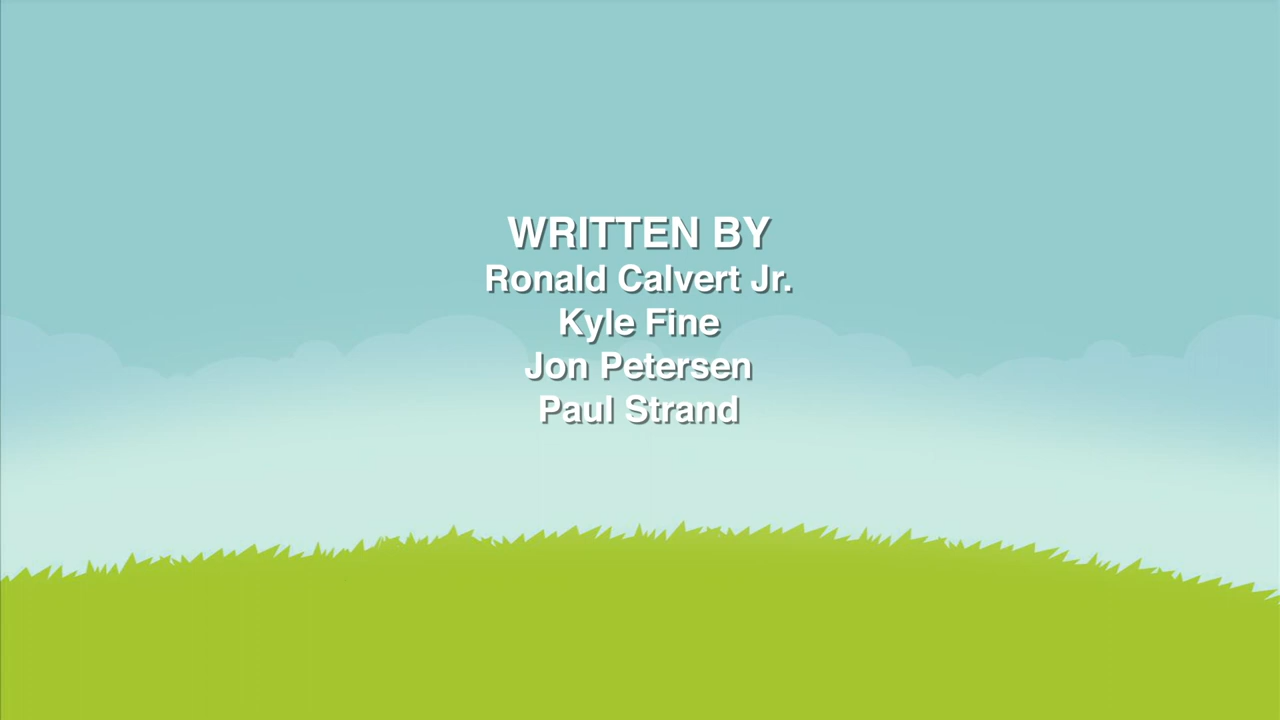 WRITTEN BY
Ronald Calvert Jr.
Kyle Fine
Jon Petersen
Paul Strand